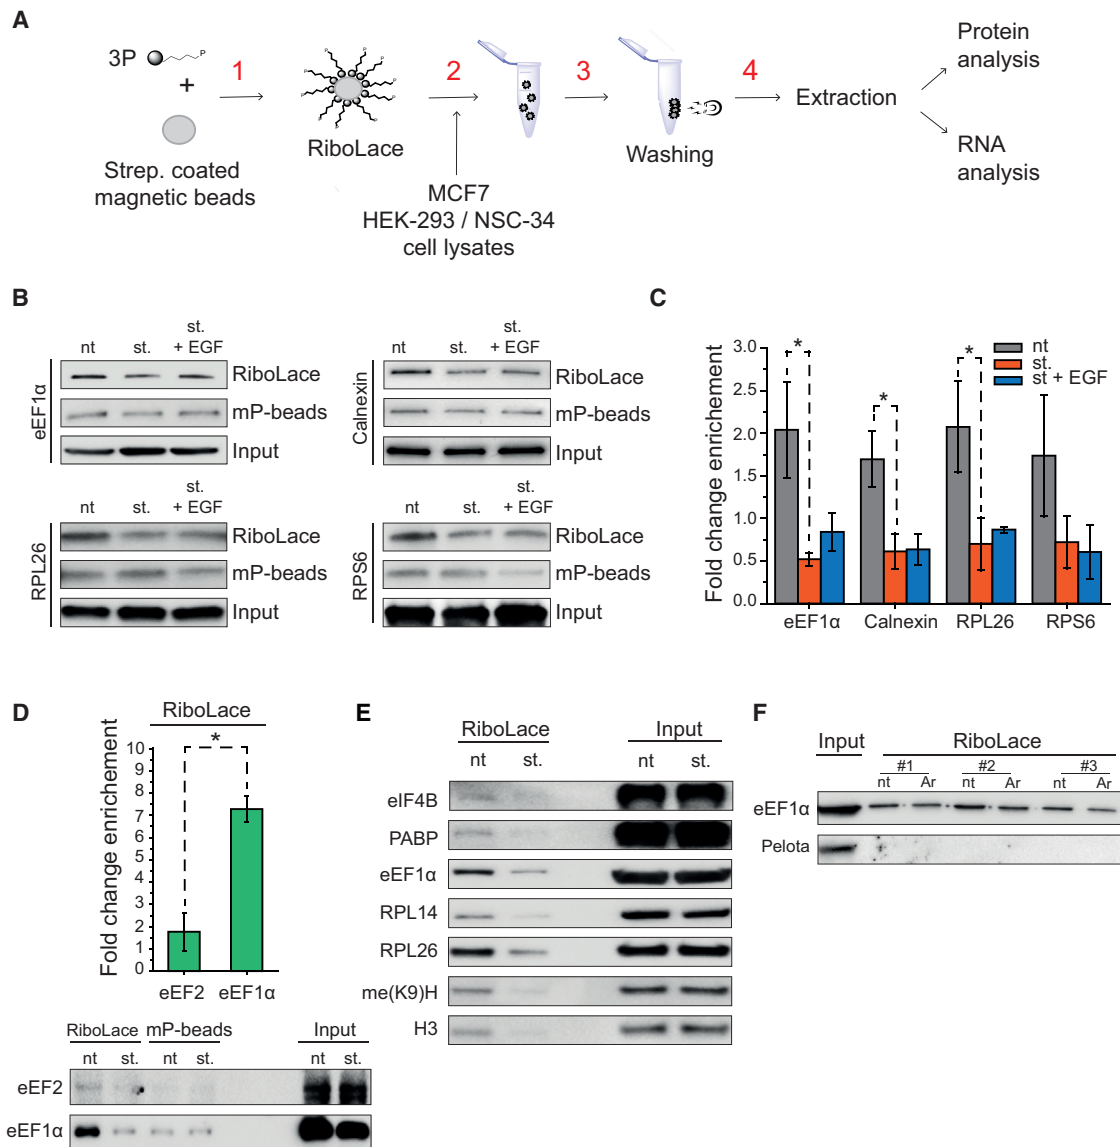 A
3P
P
+
1
2
3
4
RiboLace
Strep. coated
magnetic beads
MCF7
HEK-293 / NSC-34
cell lysates
Washing
Extraction
Protein
analysis
RNA
analysis
B
eEF1α
nt
st.
st.
+ EGF
RiboLace
mP-beads
Input
Calnexin
nt
st.
st.
+ EGF
RiboLace
mP-beads
Input
RPL26
nt
st.
st.
+ EGF
RiboLace
mP-beads
Input
RPS6
nt
st.
st.
+ EGF
RiboLace
mP-beads
Input
C
Fold change enrichement
3.0
2.5
2.0
1.5
1.0
0.5
0.0
*
*
*
nt
st.
st + EGF
eEF1α
Calnexin
RPL26
RPS6
D
RiboLace
*
Fold change enrichement
10
9
8
7
6
5
4
3
2
1
0
eEF2
eEF1α
RiboLace
mP-beads
Input
nt
st.
nt
st.
nt
st.
eEF2
eEF1α
E
RiboLace
Input
nt
st.
nt
st.
eIF4B
PABP
eEF1α
RPL14
RPL26
me(K9)H
H3
F
Input
RiboLace
#1
#2
#3
nt
Ar
nt
Ar
nt
Ar
eEF1α
Pelota